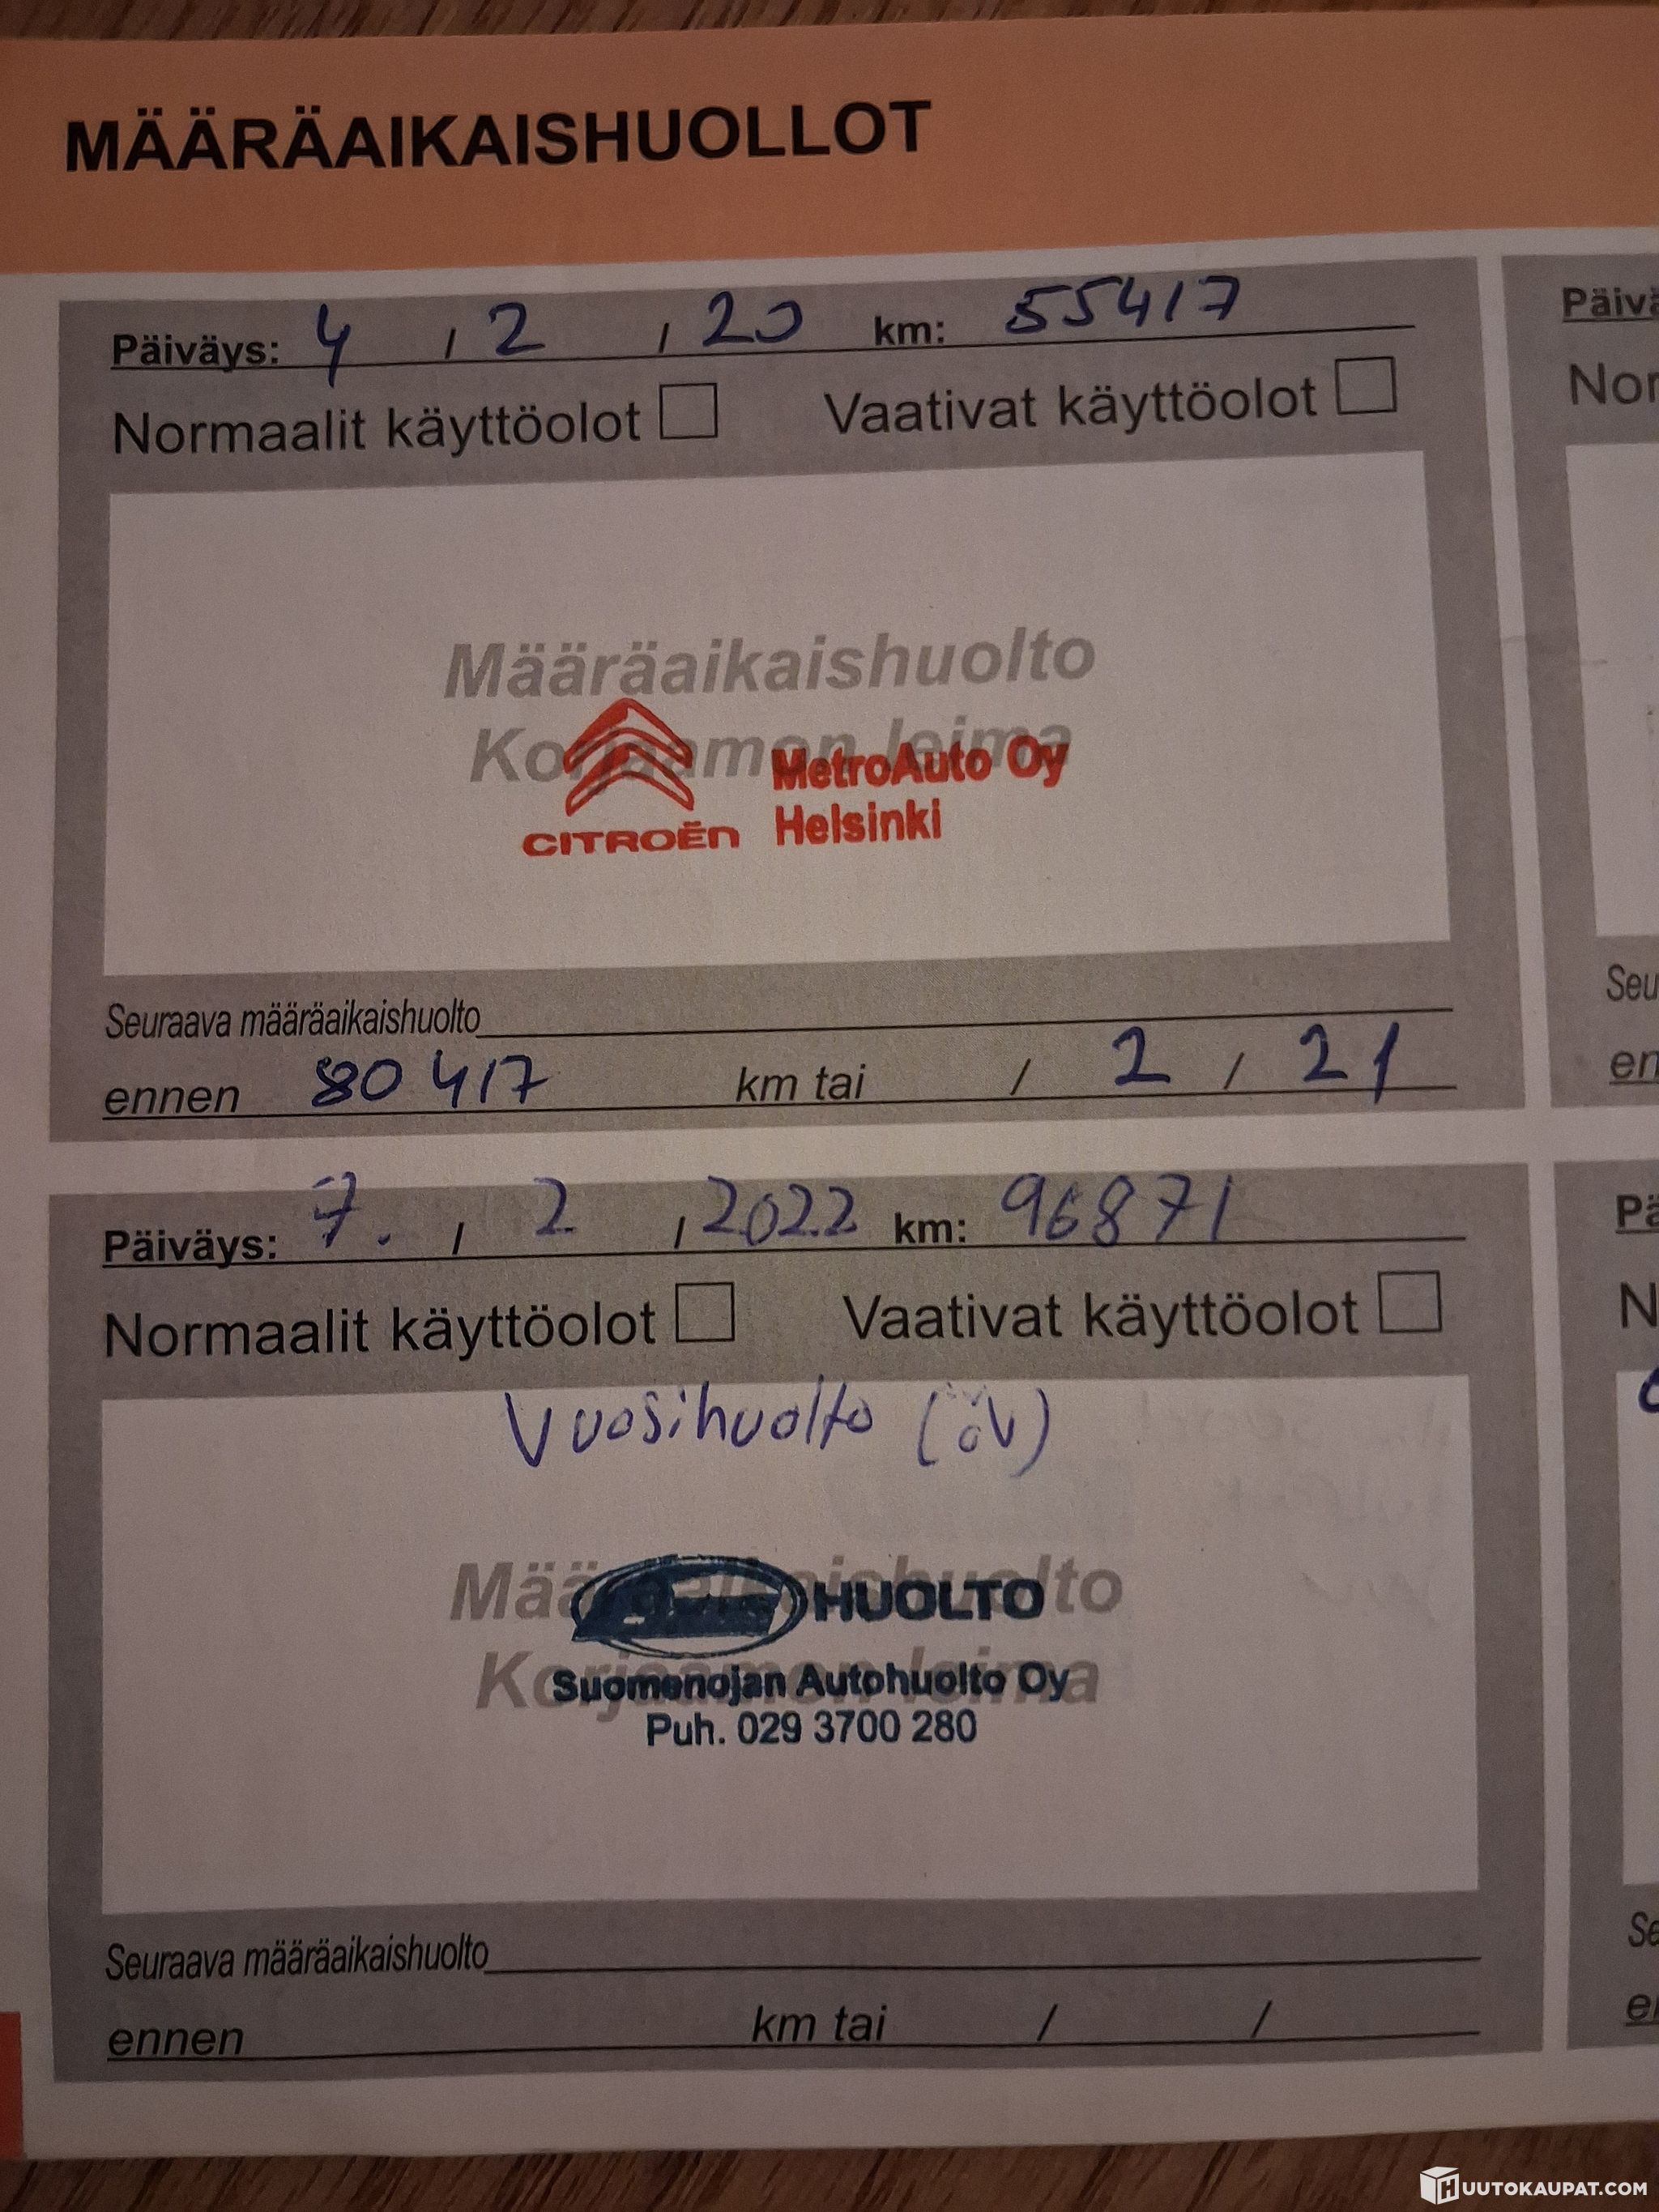 MÄÄRÄAIKAISHUOLLOT
Päiväys: 4 / 2 / 20 km: 55417
Normaalit käyttöolot Vaativat käyttöolot
Määräaikaishuolto
Korjaamon leima
CITROËN MetroAuto Oy
Helsinki
Seuraava määräaikaishuolto
ennen 80 417 km tai / 2 / 21
Päiväys: 7. / 2 / 2022 km: 96871
Normaalit käyttöolot Vaativat käyttöolot
Vuosihuolto (öv)
Määräaikaishuolto
HUOLTO
Korjaamon leima
Suomenojan Autohuolto Oy
Puh. 029 3700 280
Seuraava määräaikaishuolto
ennen km tai / /
HUUTOKAUPAT.COM